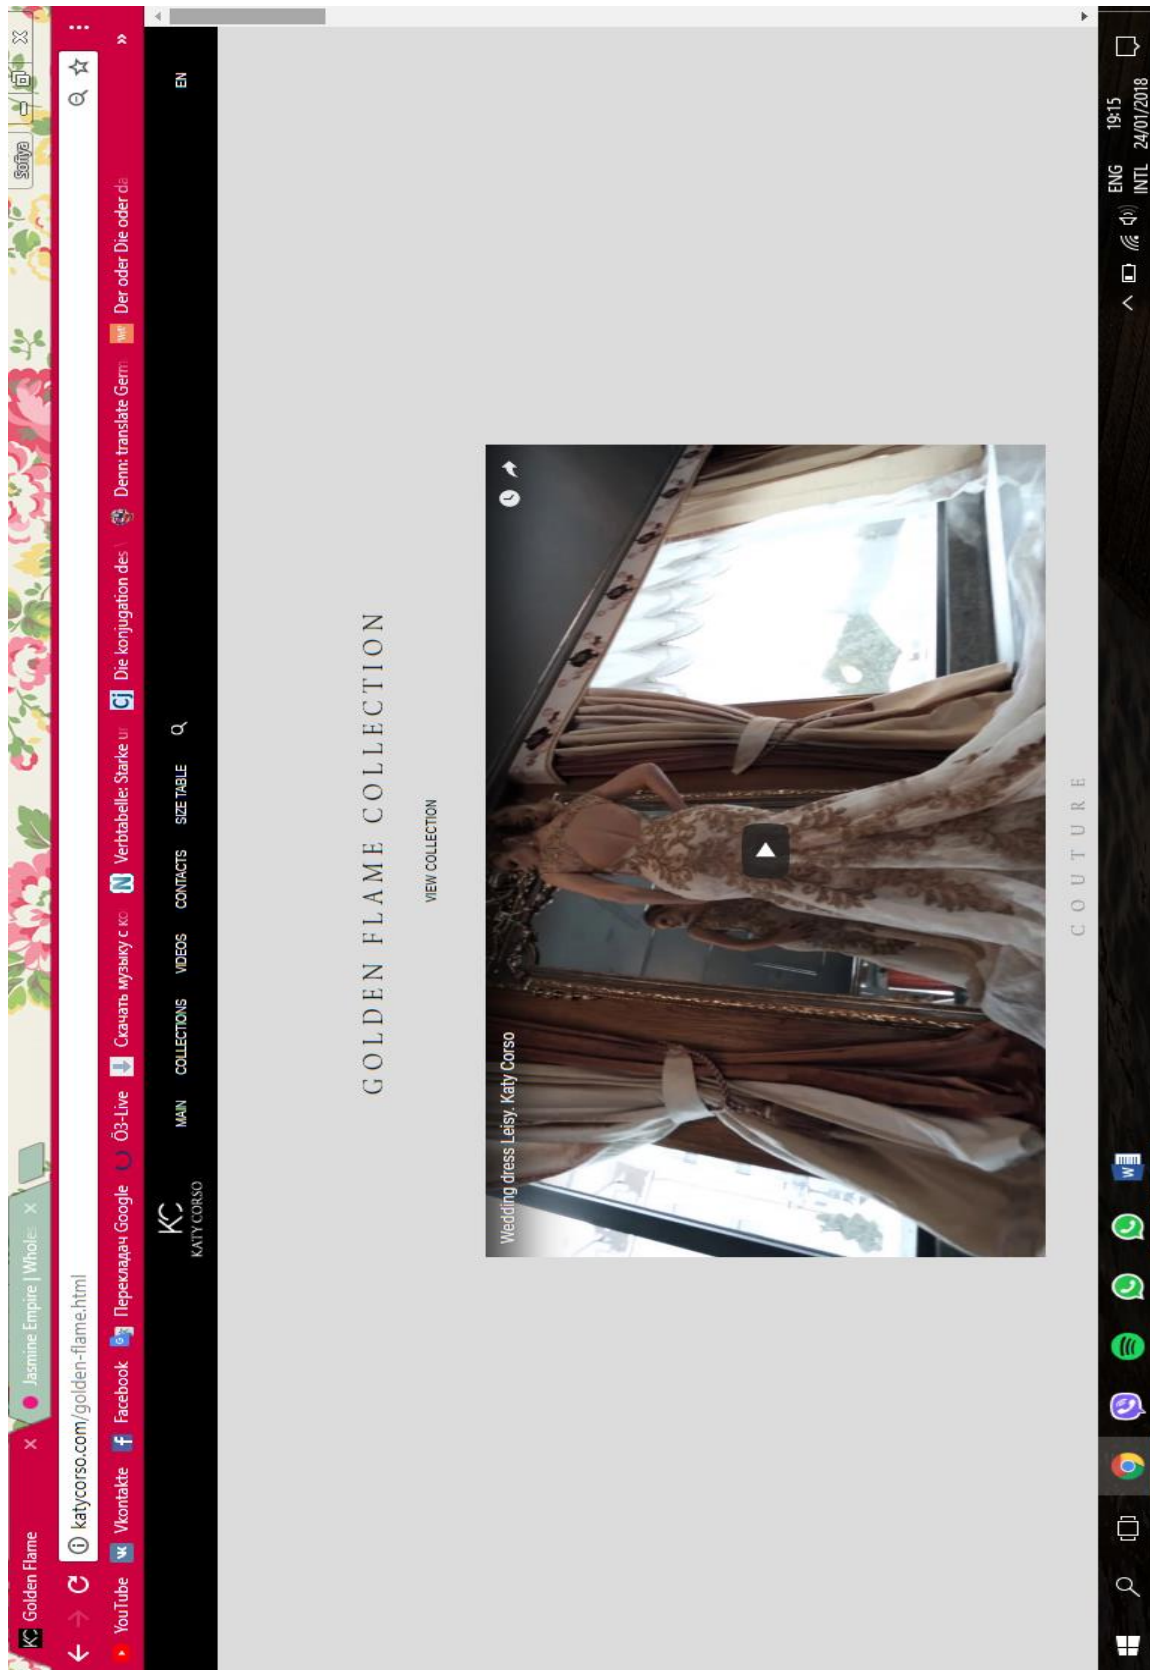 Golden Flame
Jasmine Empire | Wholes
Sofiya
katycorso.com/golden-flame.html
YouTube
Vkontakte
Facebook
Перекладач Google
Ö3-Live
Скачать музыку с ко
Verbtabelle: Starke u
Die konjugation des
Denn: translate Germ
Der oder Die oder da
KC
KATY CORSO
MAIN
COLLECTIONS
VIDEOS
CONTACTS
SIZE TABLE
EN
GOLDEN FLAME COLLECTION
VIEW COLLECTION
Wedding dress Leisy. Katy Corso
COUTURE
ENG
INTL
19:15
24/01/2018